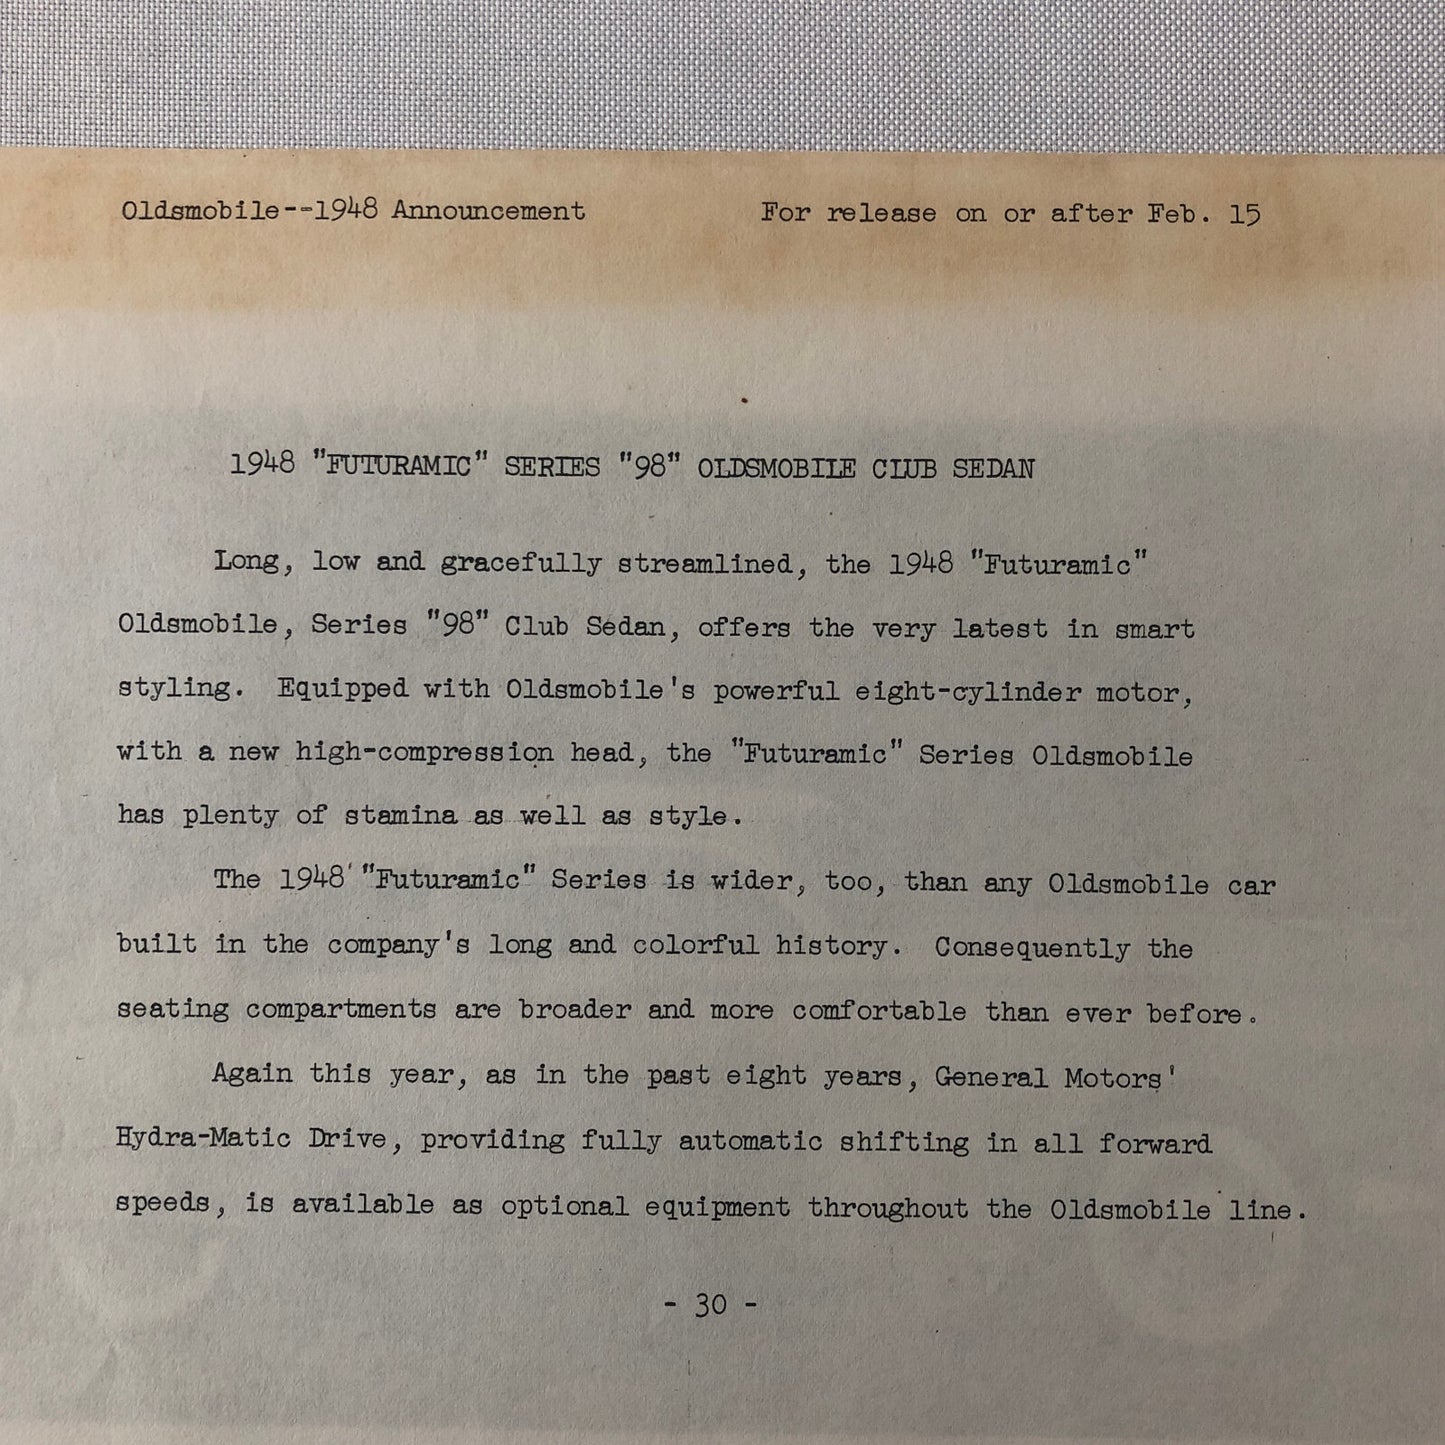 Oldsmobile--1948 Announcement For release on or after Feb. 15
1948 "FUTURAMIC" SERIES "98" OLDSMOBILE CLUB SEDAN
Long, low and gracefully streamlined, the 1948 "Futuramic"
Oldsmobile, Series "98" Club Sedan, offers the very latest in smart
styling. Equipped with Oldsmobile's powerful eight-cylinder motor,
with a new high-compression head, the "Futuramic" Series Oldsmobile
has plenty of stamina as well as style.
The 1948 "Futuramic" Series is wider, too, than any Oldsmobile car
built in the company's long and colorful history. Consequently the
seating compartments are broader and more comfortable than ever before.
Again this year, as in the past eight years, General Motors'
Hydra-Matic Drive, providing fully automatic shifting in all forward
speeds, is available as optional equipment throughout the Oldsmobile line.
- 30 -